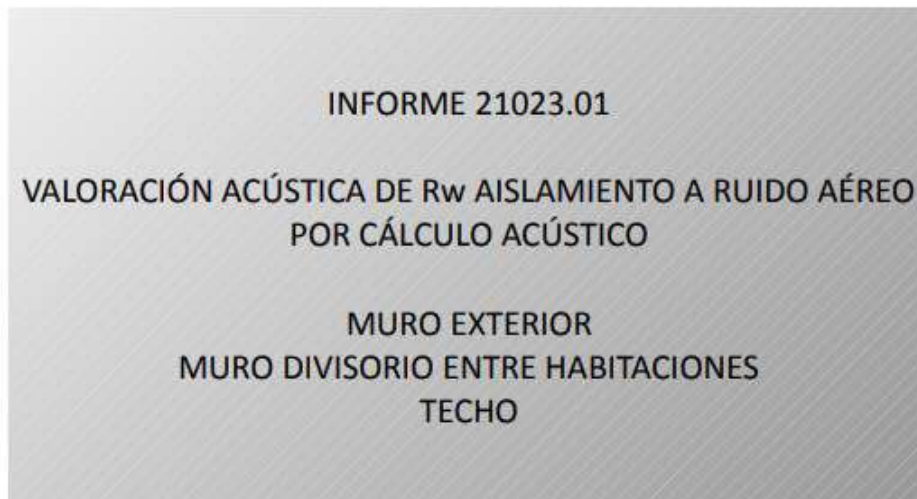 INFORME 21023.01
VALORACIÓN ACÚSTICA DE Rw AISLAMIENTO A RUIDO AÉREO
POR CÁLCULO ACÚSTICO
MURO EXTERIOR
MURO DIVISORIO ENTRE HABITACIONES
TECHO